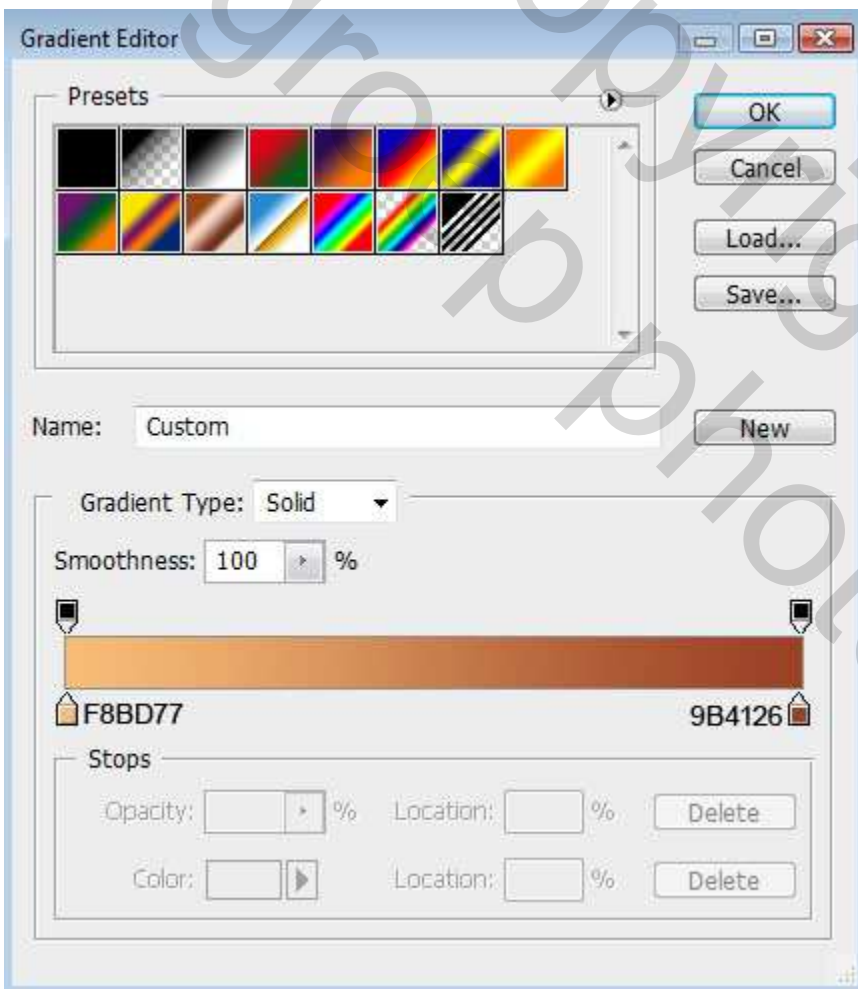 Gradient Editor
Presets
OK
Cancel
Load...
Save...
Name: Custom
New
Gradient Type: Solid
Smoothness: 100 %
F8BD77 9B4126
Stops
Opacity: % Location: % Delete
Color: Location: % Delete